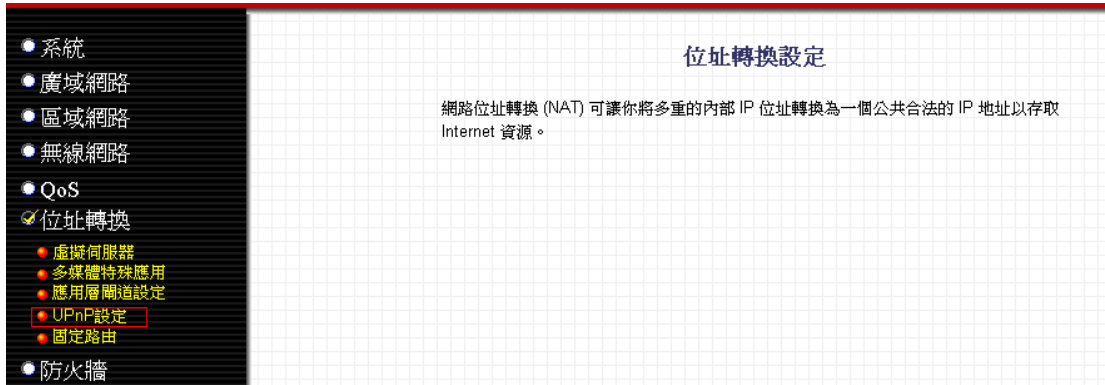 系統
廣域網路
區域網路
無線網路
QoS
位址轉換
虛擬伺服器
多媒體特殊應用
應用層閘道設定
UPnP設定
固定路由
防火牆
位址轉換設定
網路位址轉換 (NAT) 可讓你將多重的內部 IP 位址轉換為一個公共合法的 IP 地址以存取
Internet 資源。